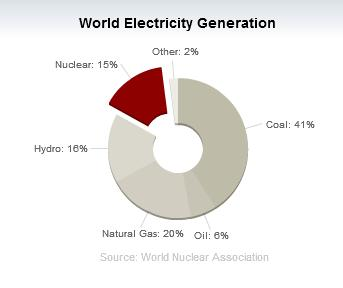 World Electricity Generation
Other: 2%
Nuclear: 15%
Coal: 41%
Hydro: 16%
Natural Gas: 20%
Oil: 6%
Source: World Nuclear Association